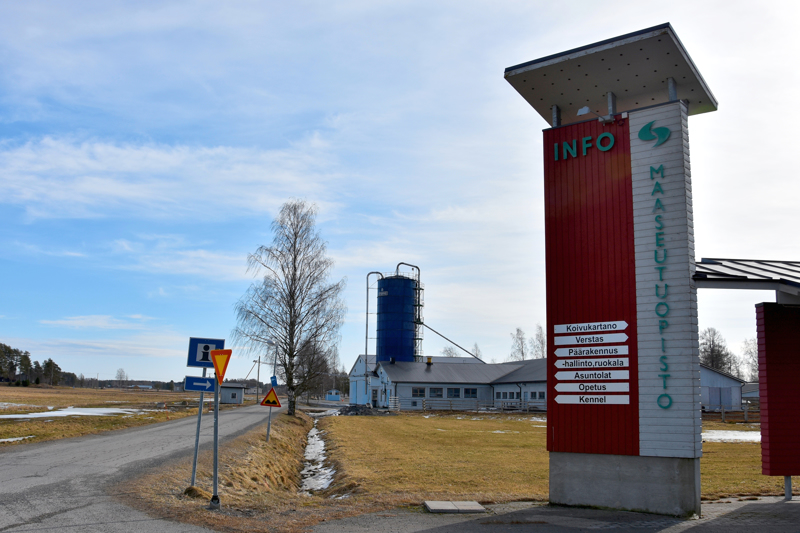 INFO
MAASEUTUOPISTO
Koivukartano
Verstas
Päärakennus
-hallinto,ruokala
Asuntolat
Opetus
Kennel
i